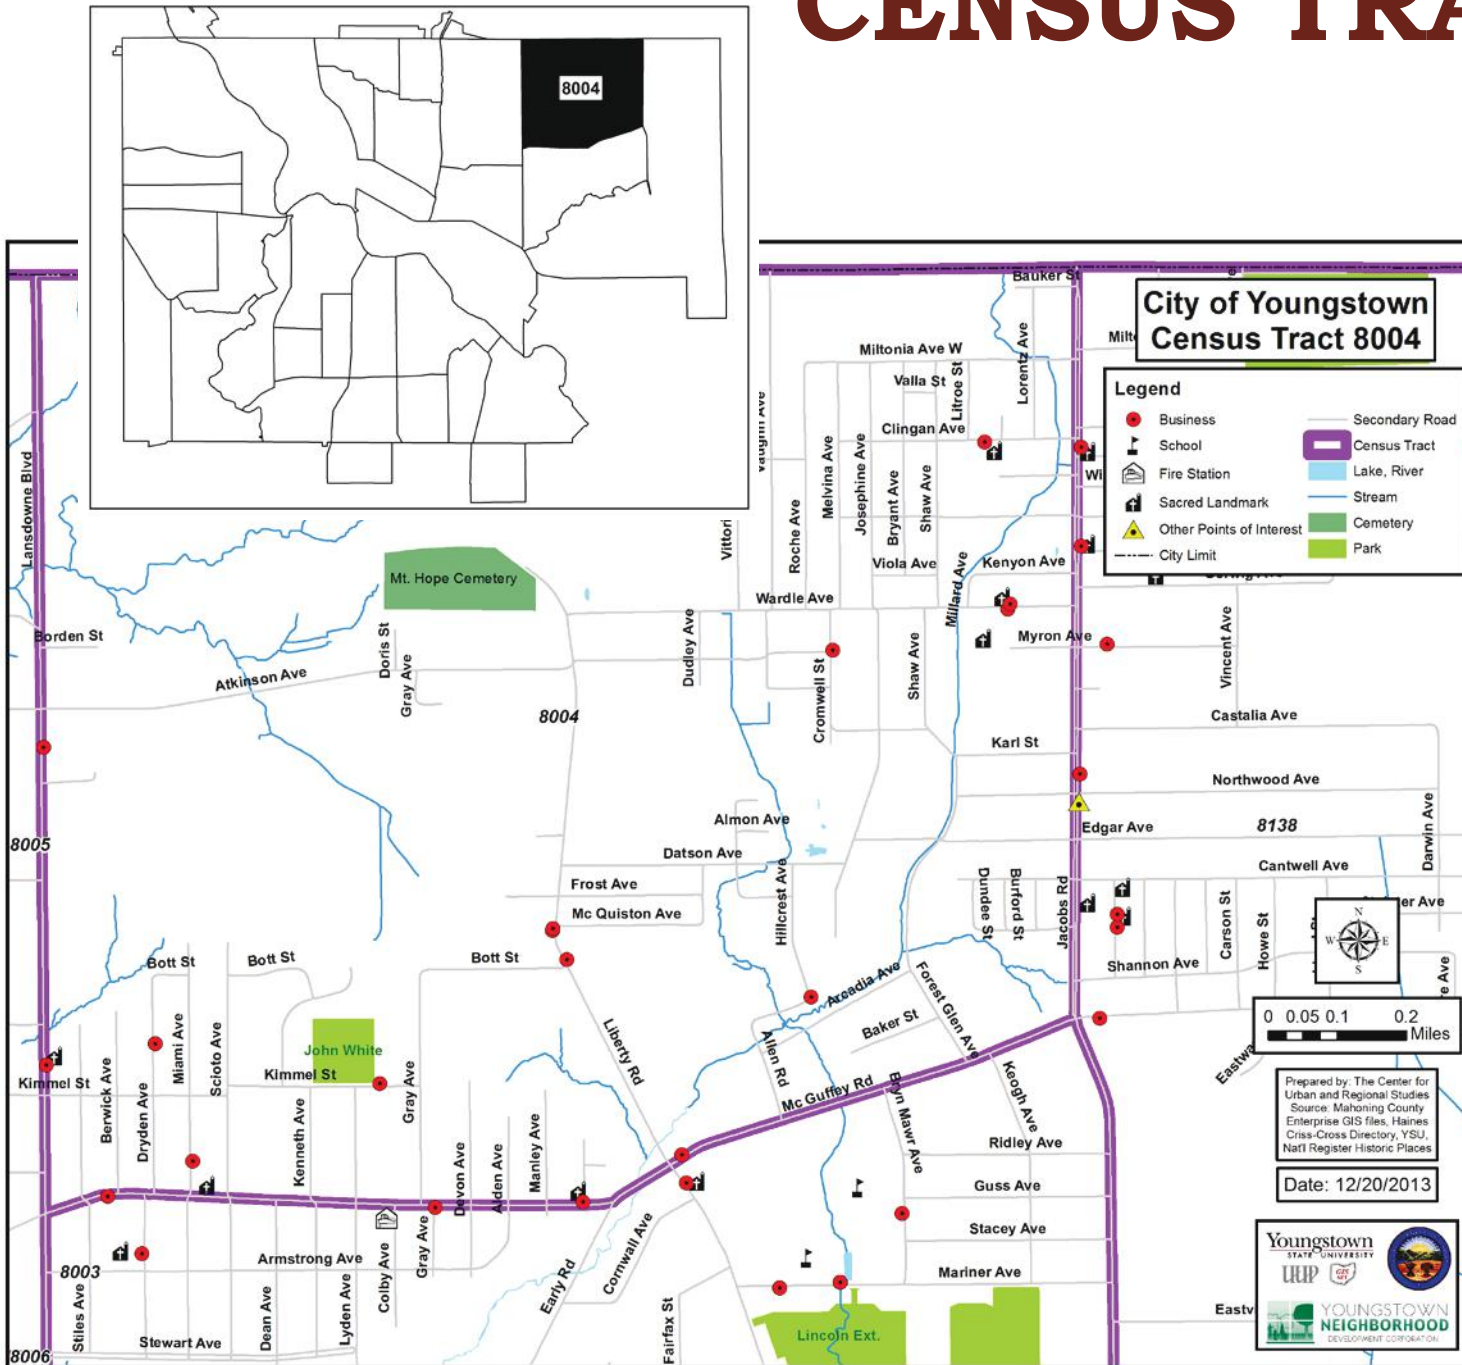 CENSUS TRA
8004
City of Youngstown
Census Tract 8004
Legend
Business
School
Fire Station
Sacred Landmark
Other Points of Interest
City Limit
Secondary Road
Census Tract
Lake, River
Stream
Cemetery
Park
Bauker St
Miltonia Ave W
Valla St
Litroe St
Lorentz Ave
Clingan Ave
Lansdowne Blvd
Melvina Ave
Josephine Ave
Bryant Ave
Shaw Ave
Roche Ave
Viola Ave
Kenyon Ave
Millard Ave
Mt. Hope Cemetery
Wardle Ave
Borden St
Doris St
Gray Ave
Atkinson Ave
Dudley Ave
Cromwell St
Shaw Ave
Myron Ave
Vincent Ave
8004
Castalia Ave
Karl St
Northwood Ave
Almon Ave
Edgar Ave
8138
Darwin Ave
8005
Datson Ave
Cantwell Ave
Frost Ave
Mc Quiston Ave
Hillcrest Ave
Dundee St
Burford St
Jacobs Rd
Carson St
Howe St
er Ave
N
W E
S
Bott St
Bott St
Bott St
Arcadia Ave
Forest Glen Ave
Shannon Ave
Baker St
0 0.05 0.1 0.2
Miles
Liberty Rd
Allen Rd
Miami Ave
Scioto Ave
John White
Kimmel St
Kimmel St
Berwick Ave
Dryden Ave
Kenneth Ave
Gray Ave
Mc Guffey Rd
Bryn Mawr Ave
Keogh Ave
Eastwa
Prepared by: The Center for
Urban and Regional Studies
Source: Mahoning County
Enterprise GIS files, Haines
Criss-Cross Directory, YSU,
Nat'l Register Historic Places
Ridley Ave
Devon Ave
Alden Ave
Manley Ave
Guss Ave
Date: 12/20/2013
Stacey Ave
Armstrong Ave
8003
Colby Ave
Gray Ave
Early Rd
Cornwall Ave
Mariner Ave
Youngstown
STATE UNIVERSITY
Stiles Ave
Dean Ave
Lyden Ave
Fairfax St
Stewart Ave
Lincoln Ext.
Eastv
YOUNGSTOWN
NEIGHBORHOOD
DEVELOPMENT CORPORATION
8006